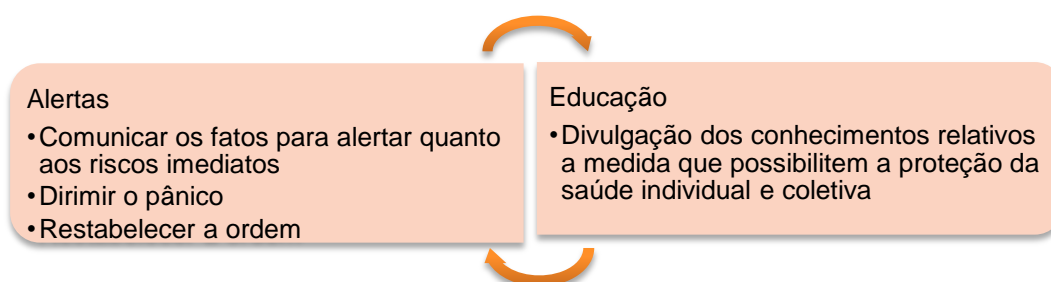 Alertas
•Comunicar os fatos para alertar quanto
aos riscos imediatos
•Dirimir o pânico
•Restabelecer a ordem
Educação
•Divulgação dos conhecimentos relativos
a medida que possibilitem a proteção da
saúde individual e coletiva